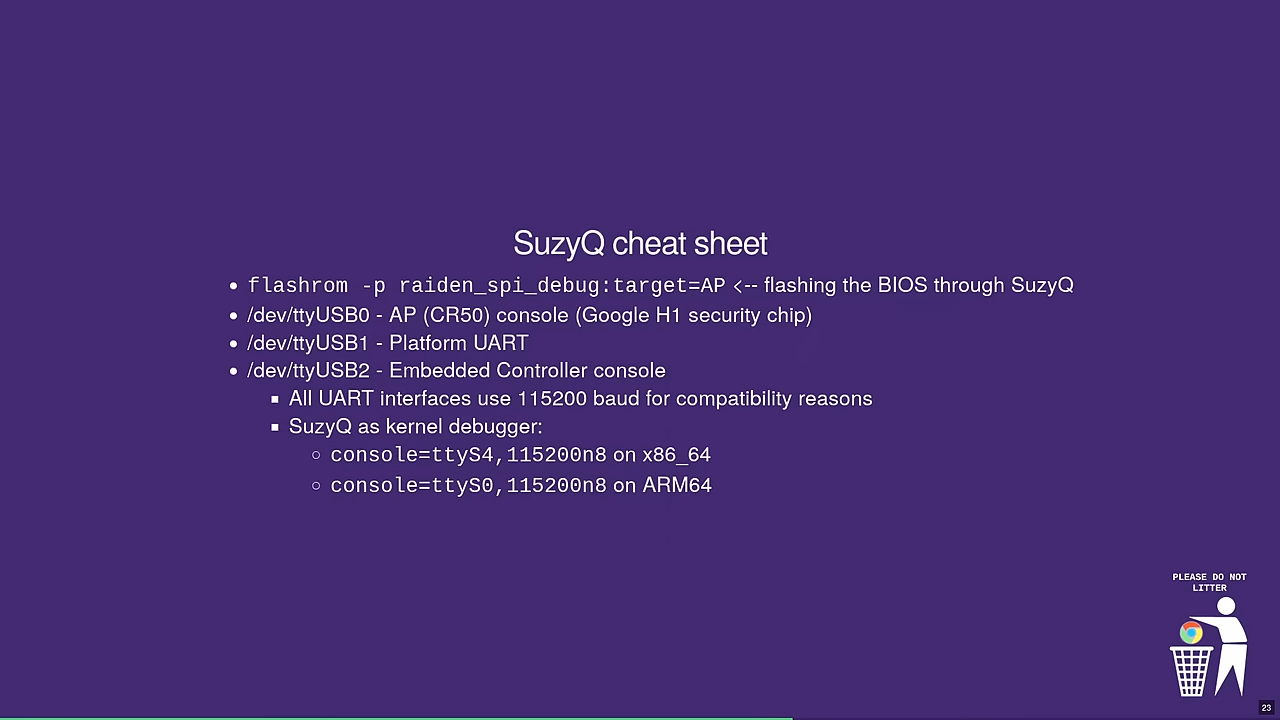 SuzyQ cheat sheet
flashrom -p raiden_spi_debug:target=AP <-- flashing the BIOS through SuzyQ
/dev/ttyUSB0 - AP (CR50) console (Google H1 security chip)
/dev/ttyUSB1 - Platform UART
/dev/ttyUSB2 - Embedded Controller console
All UART interfaces use 115200 baud for compatibility reasons
SuzyQ as kernel debugger:
console=ttyS4,115200n8 on x86_64
console=ttyS0,115200n8 on ARM64
PLEASE DO NOT
LITTER
23